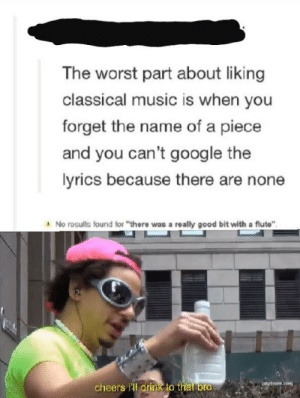 The worst part about liking
classical music is when you
forget the name of a piece
and you can't google the
lyrics because there are none
No results found for "there was a really good bit with a flute".
cheers i'll drink to that bro